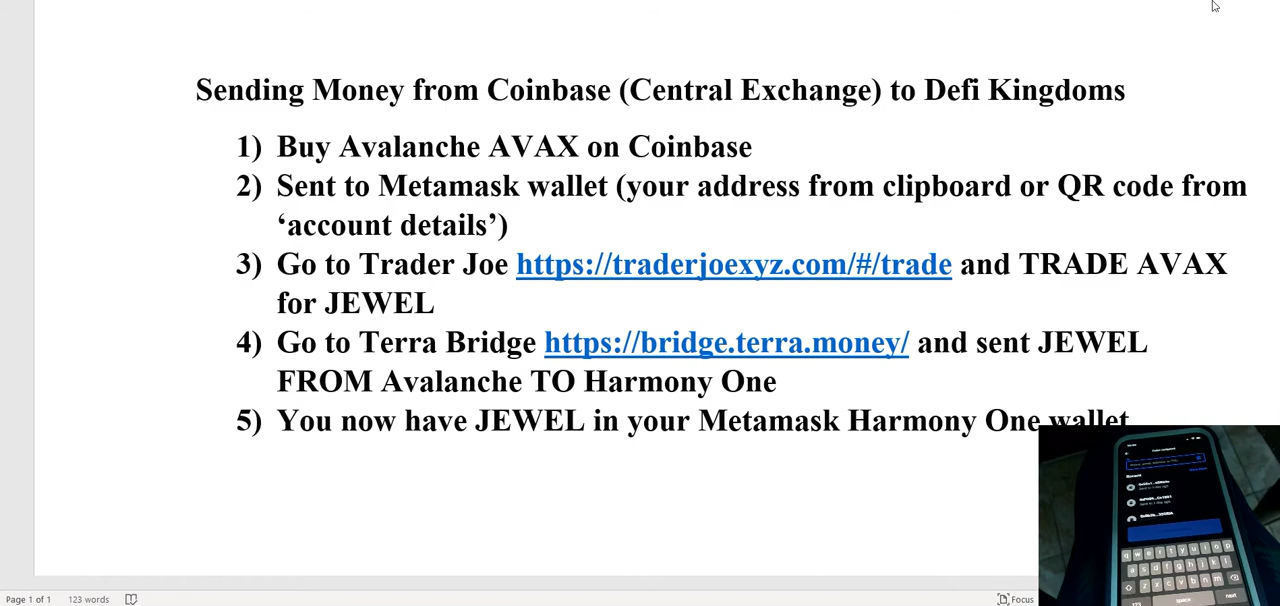 Sending Money from Coinbase (Central Exchange) to Defi Kingdoms
1) Buy Avalanche AVAX on Coinbase
2) Sent to Metamask wallet (your address from clipboard or QR code from
‘account details’)
3) Go to Trader Joe https://traderjoexyz.com/#/trade and TRADE AVAX
for JEWEL
4) Go to Terra Bridge https://bridge.terra.money/ and sent JEWEL
FROM Avalanche TO Harmony One
5) You now have JEWEL in your Metamask Harmony One wallet
Page 1 of 1 123 words Focus
q w e r t y u i o p
a s d f g h j k l
z x c v b n m
123 space next